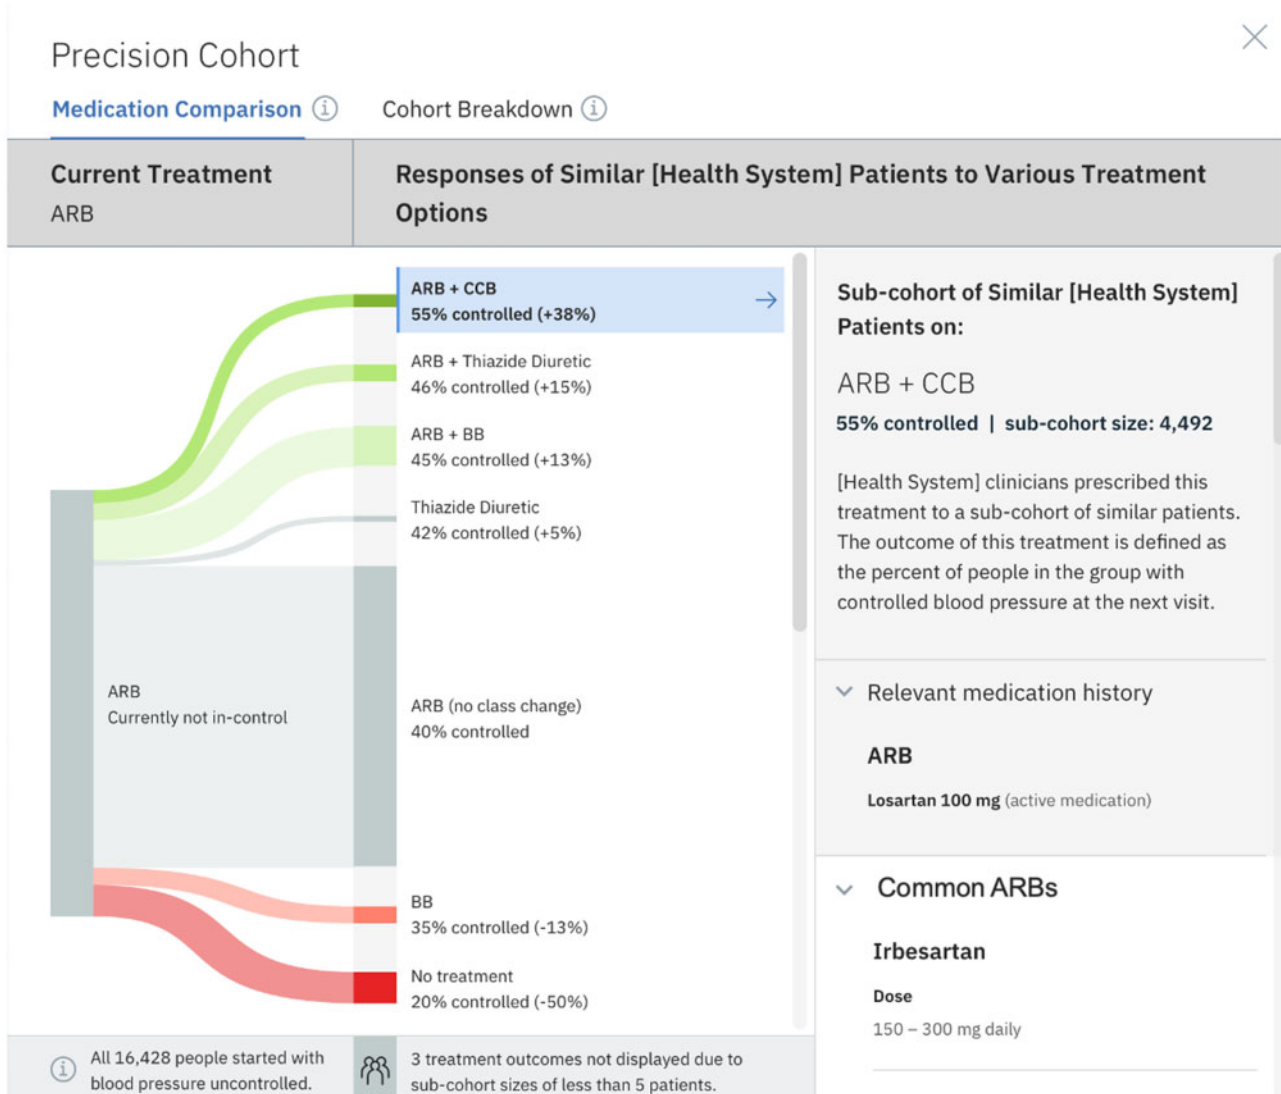 Precision Cohort
Medication Comparison
Cohort Breakdown
Current Treatment
ARB
Responses of Similar [Health System] Patients to Various Treatment
Options
ARB + CCB
55% controlled (+38%)
ARB + Thiazide Diuretic
46% controlled (+15%)
ARB + BB
45% controlled (+13%)
Thiazide Diuretic
42% controlled (+5%)
ARB
Currently not in-control
ARB (no class change)
40% controlled
BB
35% controlled (-13%)
No treatment
20% controlled (-50%)
All 16,428 people started with
blood pressure uncontrolled.
3 treatment outcomes not displayed due to
sub-cohort sizes of less than 5 patients.
Sub-cohort of Similar [Health System]
Patients on:
ARB + CCB
55% controlled | sub-cohort size: 4,492
[Health System] clinicians prescribed this
treatment to a sub-cohort of similar patients.
The outcome of this treatment is defined as
the percent of people in the group with
controlled blood pressure at the next visit.
Relevant medication history
ARB
Losartan 100 mg (active medication)
Common ARBs
Irbesartan
Dose
150 – 300 mg daily